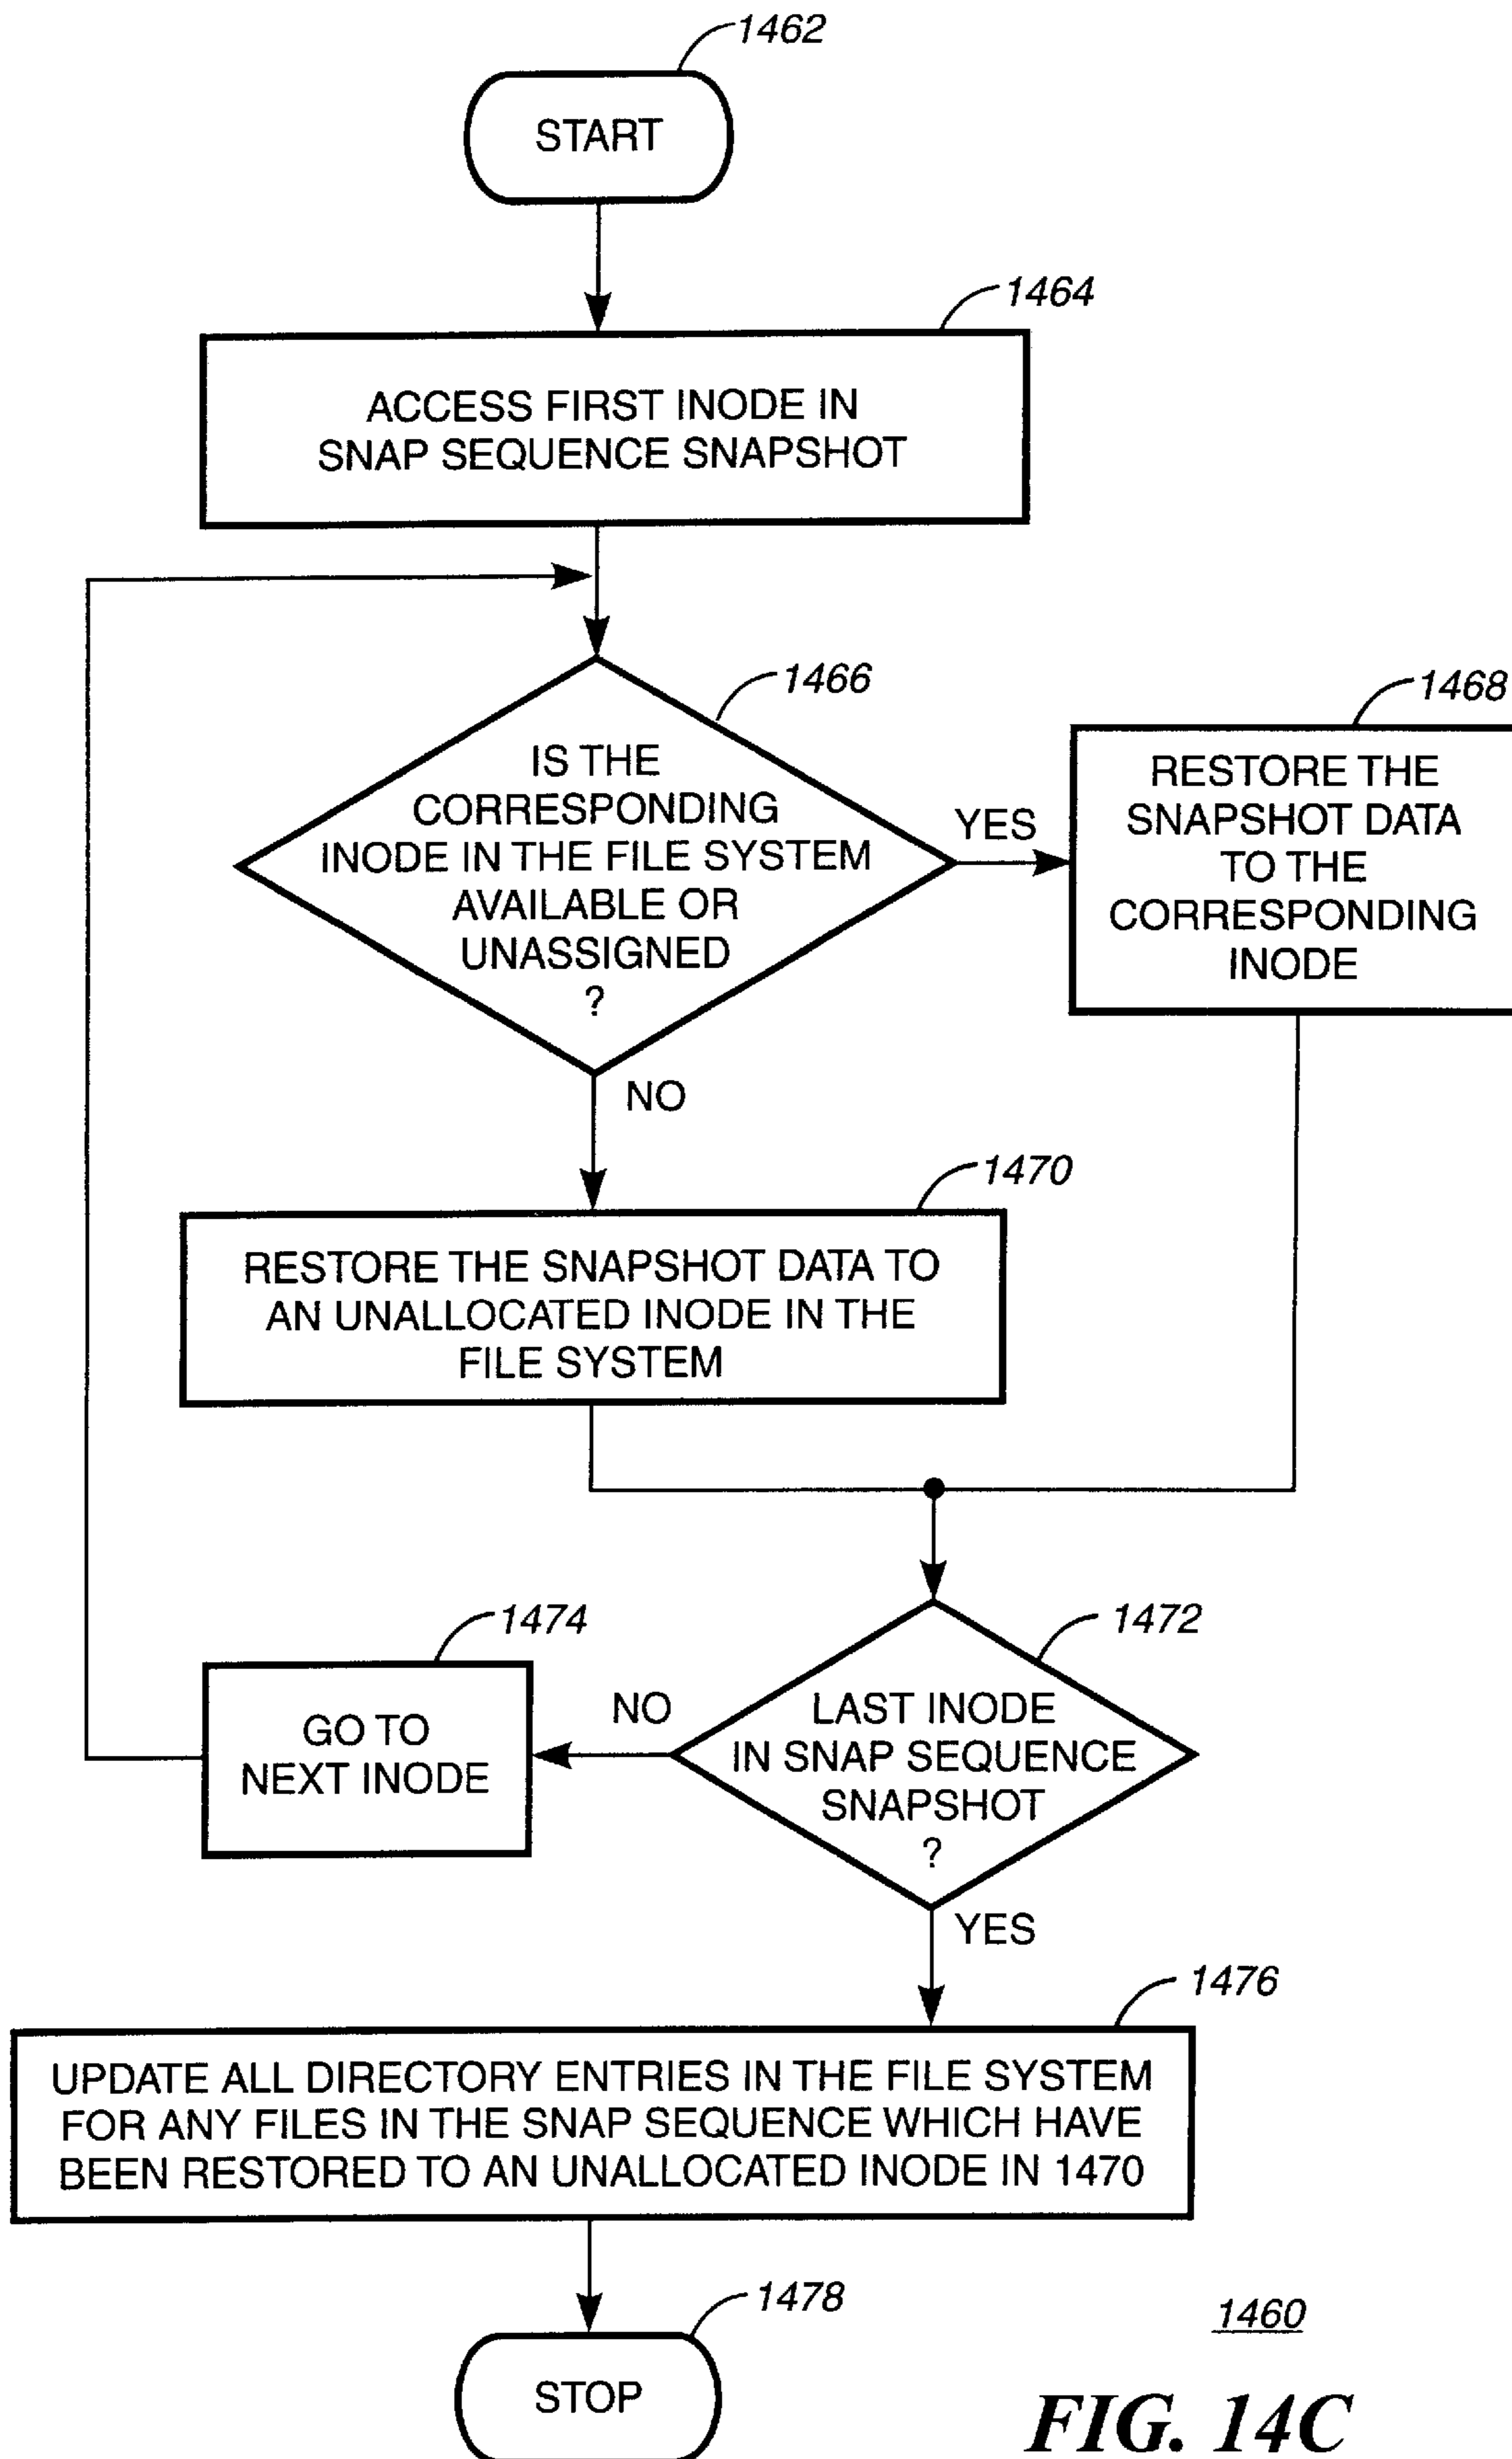 1462
START
1464
ACCESS FIRST INODE IN
SNAP SEQUENCE SNAPSHOT
1466
IS THE
CORRESPONDING
INODE IN THE FILE SYSTEM
AVAILABLE OR
UNASSIGNED
?
YES
1468
RESTORE THE
SNAPSHOT DATA
TO THE
CORRESPONDING
INODE
NO
1470
RESTORE THE SNAPSHOT DATA TO
AN UNALLOCATED INODE IN THE
FILE SYSTEM
1472
LAST INODE
IN SNAP SEQUENCE
SNAPSHOT
?
NO
1474
GO TO
NEXT INODE
YES
1476
UPDATE ALL DIRECTORY ENTRIES IN THE FILE SYSTEM
FOR ANY FILES IN THE SNAP SEQUENCE WHICH HAVE
BEEN RESTORED TO AN UNALLOCATED INODE IN 1470
1478
STOP
1460
FIG. 14C